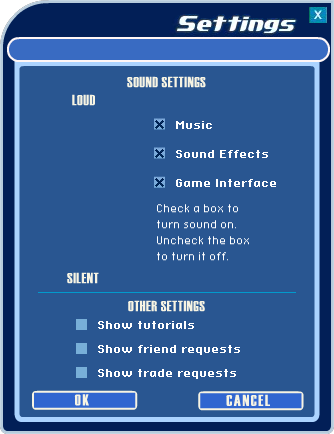 Settings
X
SOUND SETTINGS
LOUD
Music
Sound Effects
Game Interface
Check a box to
turn sound on.
Uncheck the box
to turn it off.
SILENT
OTHER SETTINGS
Show tutorials
Show friend requests
Show trade requests
OK
CANCEL